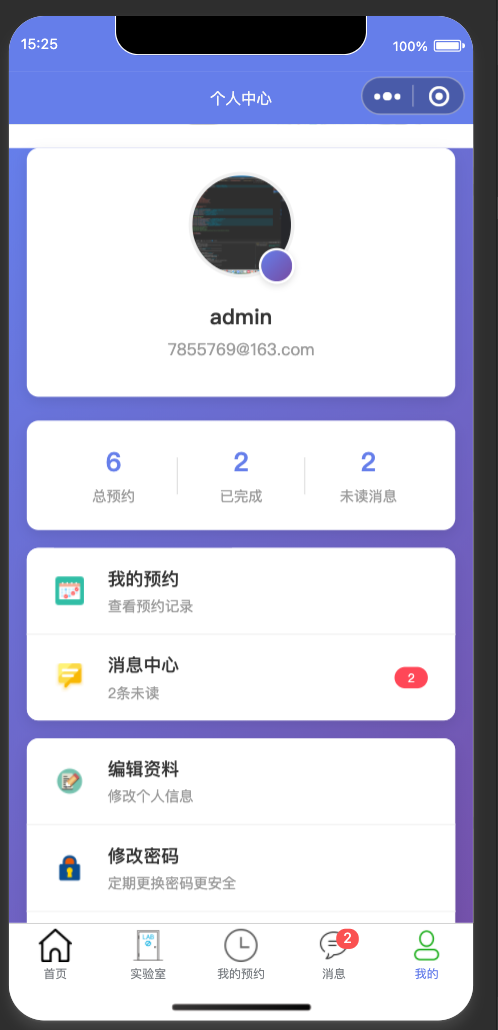 15:25
100%
个人中心
admin
7855769@163.com
6
2
2
总预约
已完成
未读消息
我的预约
查看预约记录
消息中心
2条未读
2
编辑资料
修改个人信息
修改密码
定期更换密码更安全
LAB
2
首页
实验室
我的预约
消息
我的